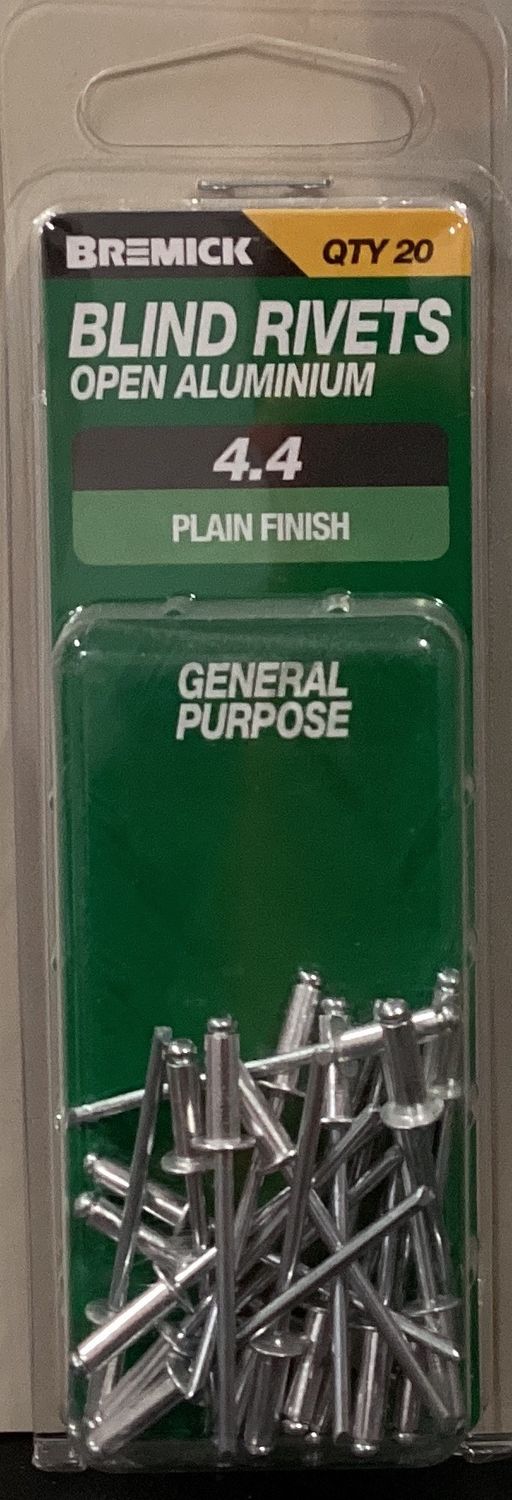 BREMICK QTY 20
BLIND RIVETS
OPEN ALUMINIUM
4.4
PLAIN FINISH
GENERAL
PURPOSE